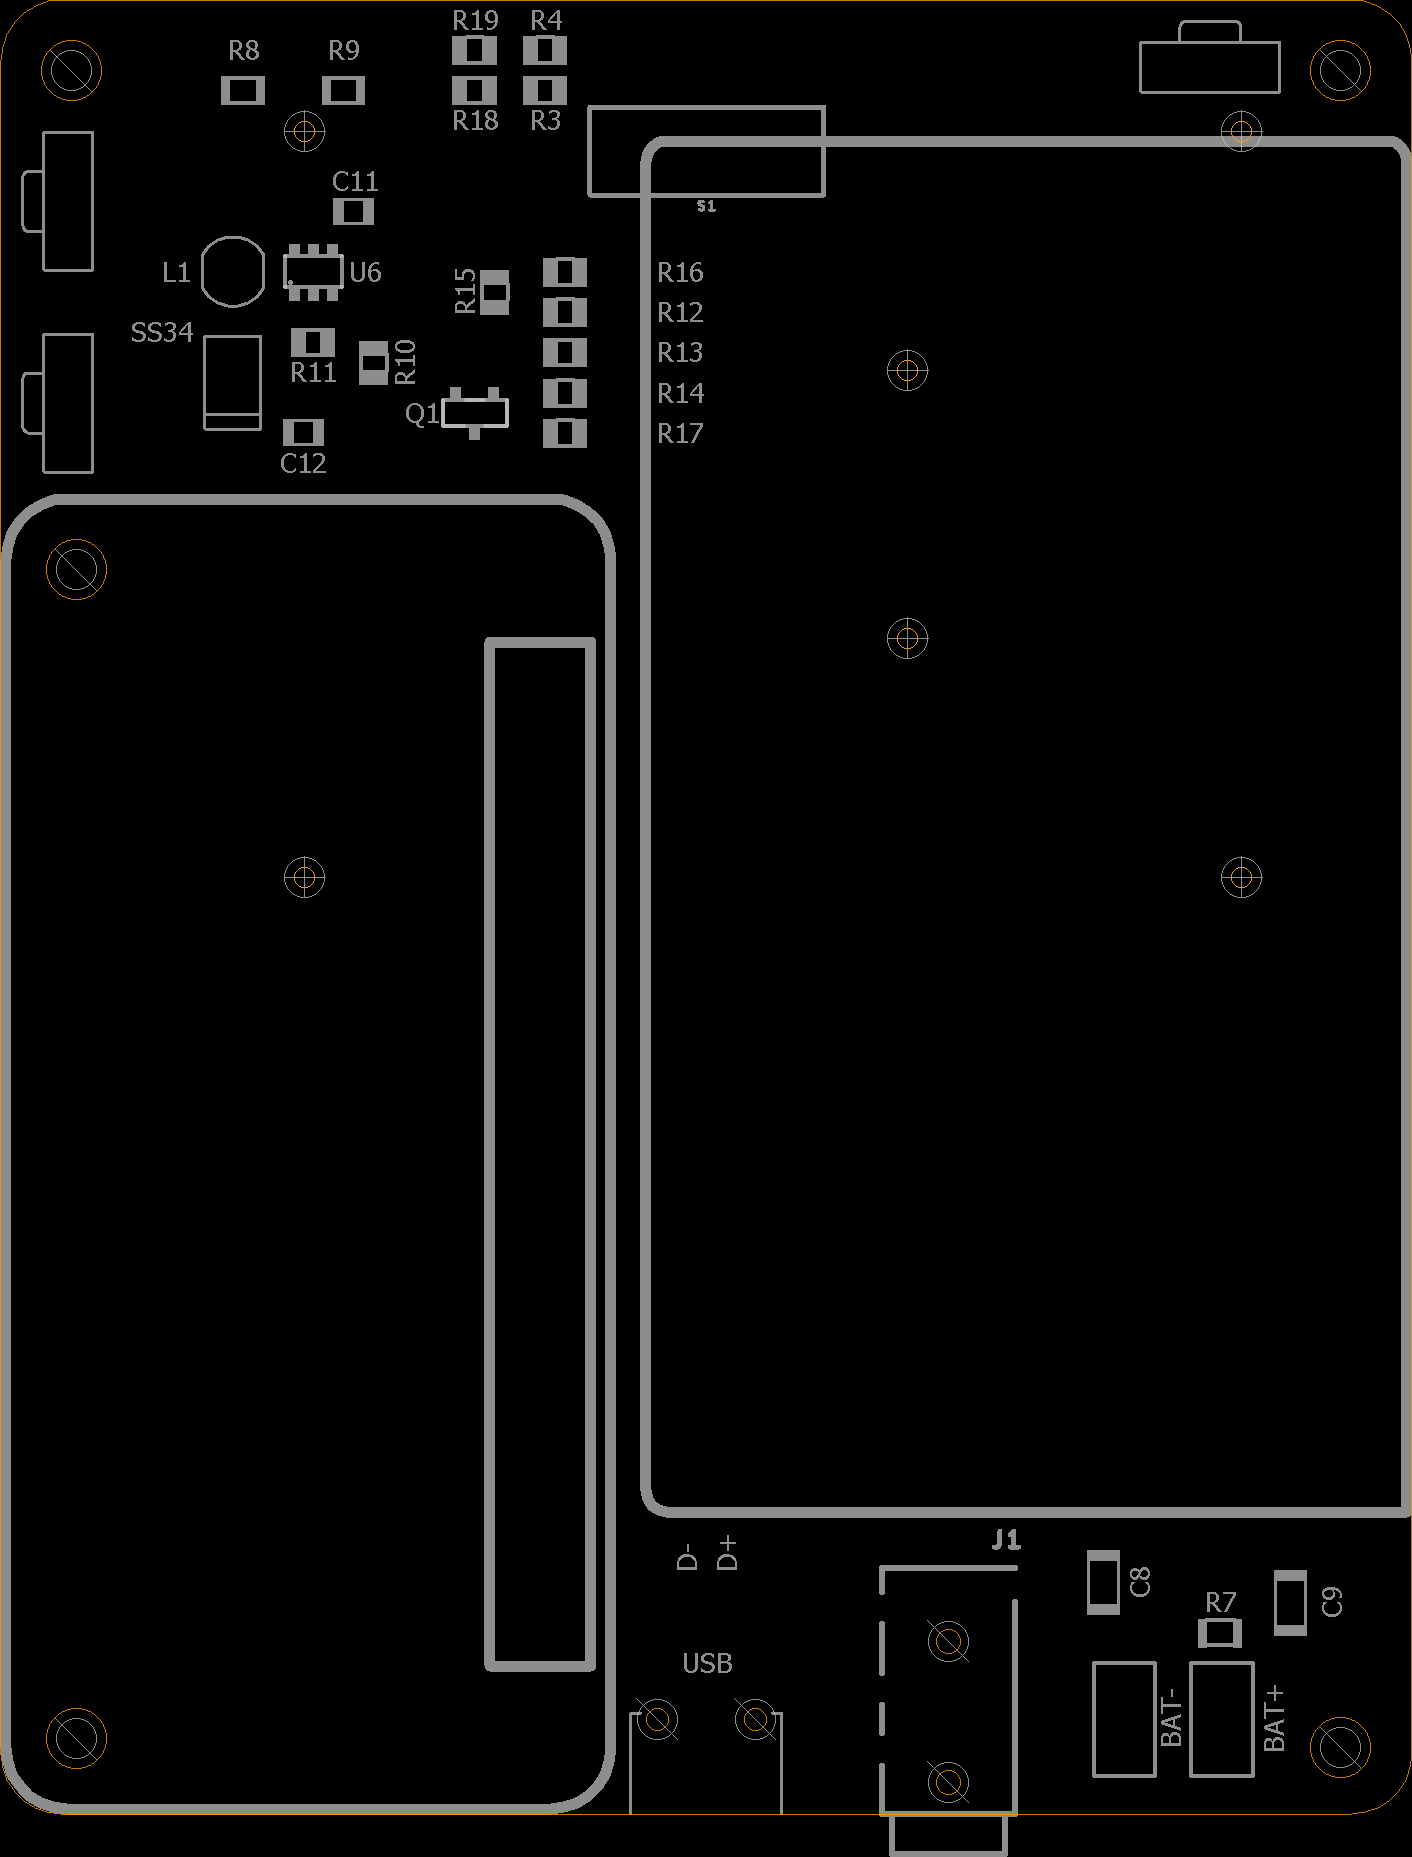 R19 R4
R8 R9
R18 R3
C11
S1
L1 U6 R15 R16
R12
SS34
R11 R10 R13
Q1 R14
R17
C12
J1
D- D+
C8 C9
R7
USB
BAT- BAT+